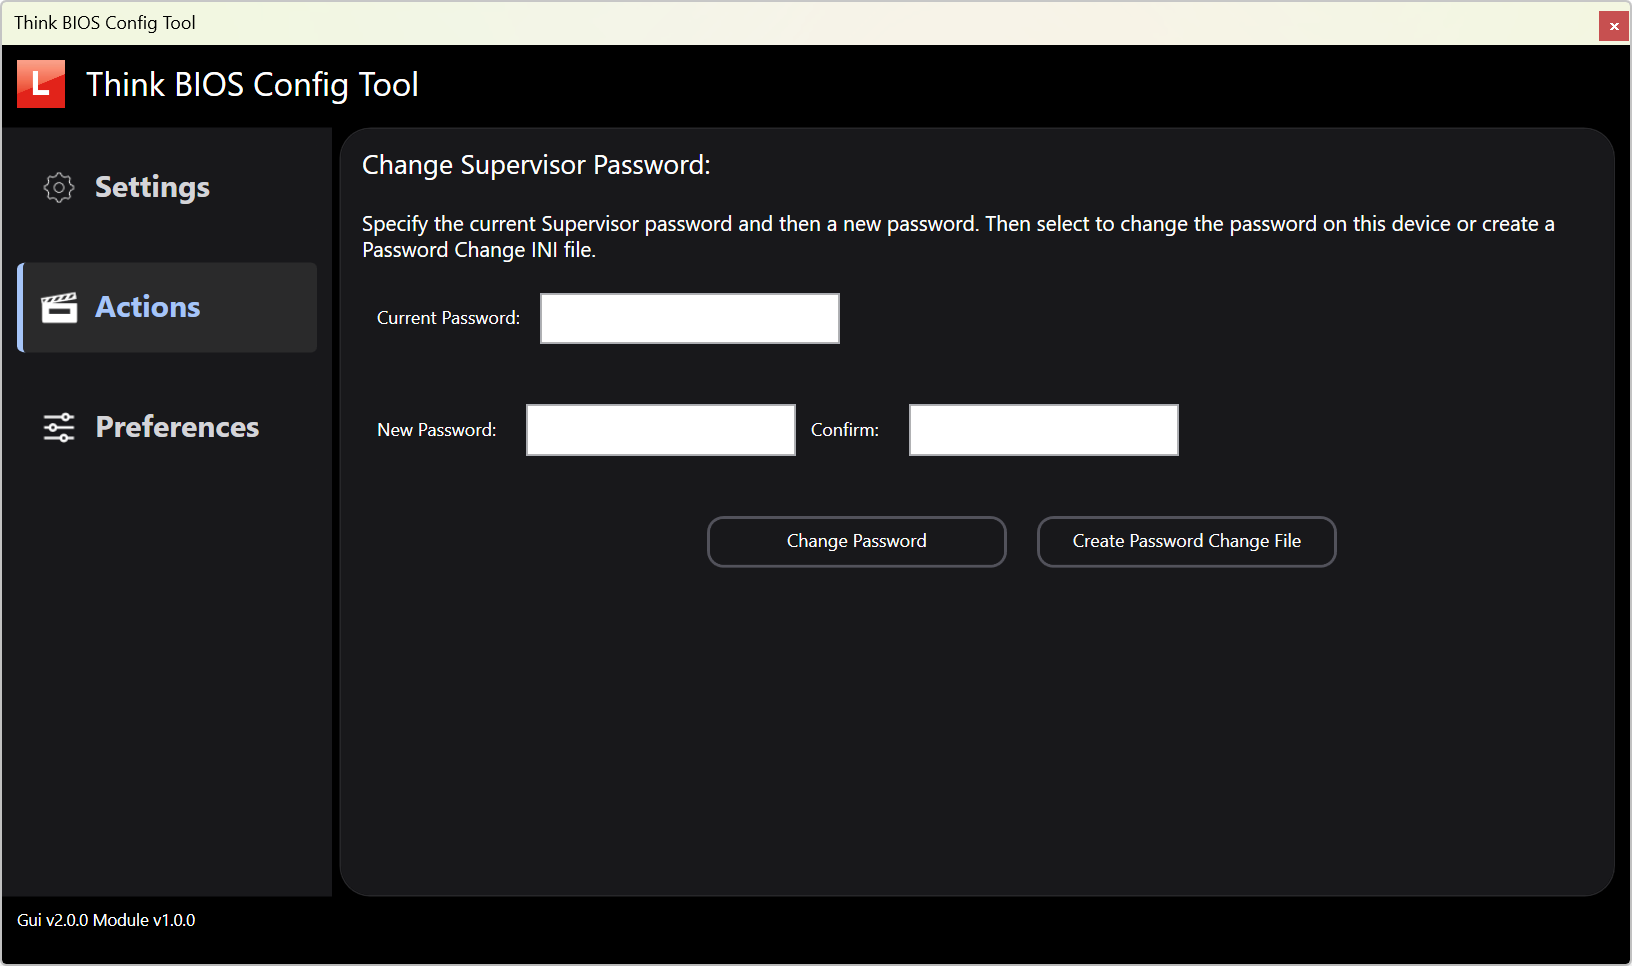 Think BIOS Config Tool
x
L
Think BIOS Config Tool
Settings
Actions
Preferences
Change Supervisor Password:
Specify the current Supervisor password and then a new password. Then select to change the password on this device or create a
Password Change INI file.
Current Password:
New Password:
Confirm:
Change Password
Create Password Change File
Gui v2.0.0 Module v1.0.0